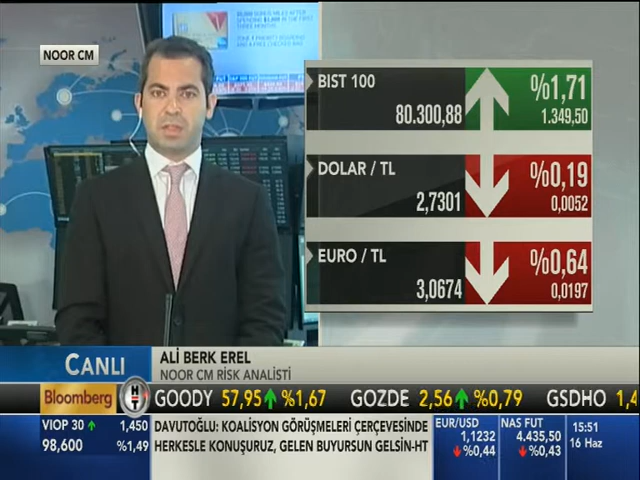 NOOR CM
BIST 100
%1,71
80.300,88
1.349,50
DOLAR / TL
%0,19
2,7301
0,0052
EURO / TL
%0,64
3,0674
0,0197
CANLI
ALİ BERK EREL
NOOR CM RİSK ANALİSTİ
Bloomberg HT GOODY 57,95 %1,67 GOZDE 2,56 %0,79 GSDHO 1,4
VIOP 30 1,450
98,600 %1,49
DAVUTOĞLU: KOALİSYON GÖRÜŞMELERİ ÇERÇEVESİNDE
HERKESLE KONUŞURUZ, GELEN BUYURSUN GELSİN-HT
EUR/USD
1,1232
%0,44
NAS FUT
4.435,50
%0,43
15:51
16 Haz